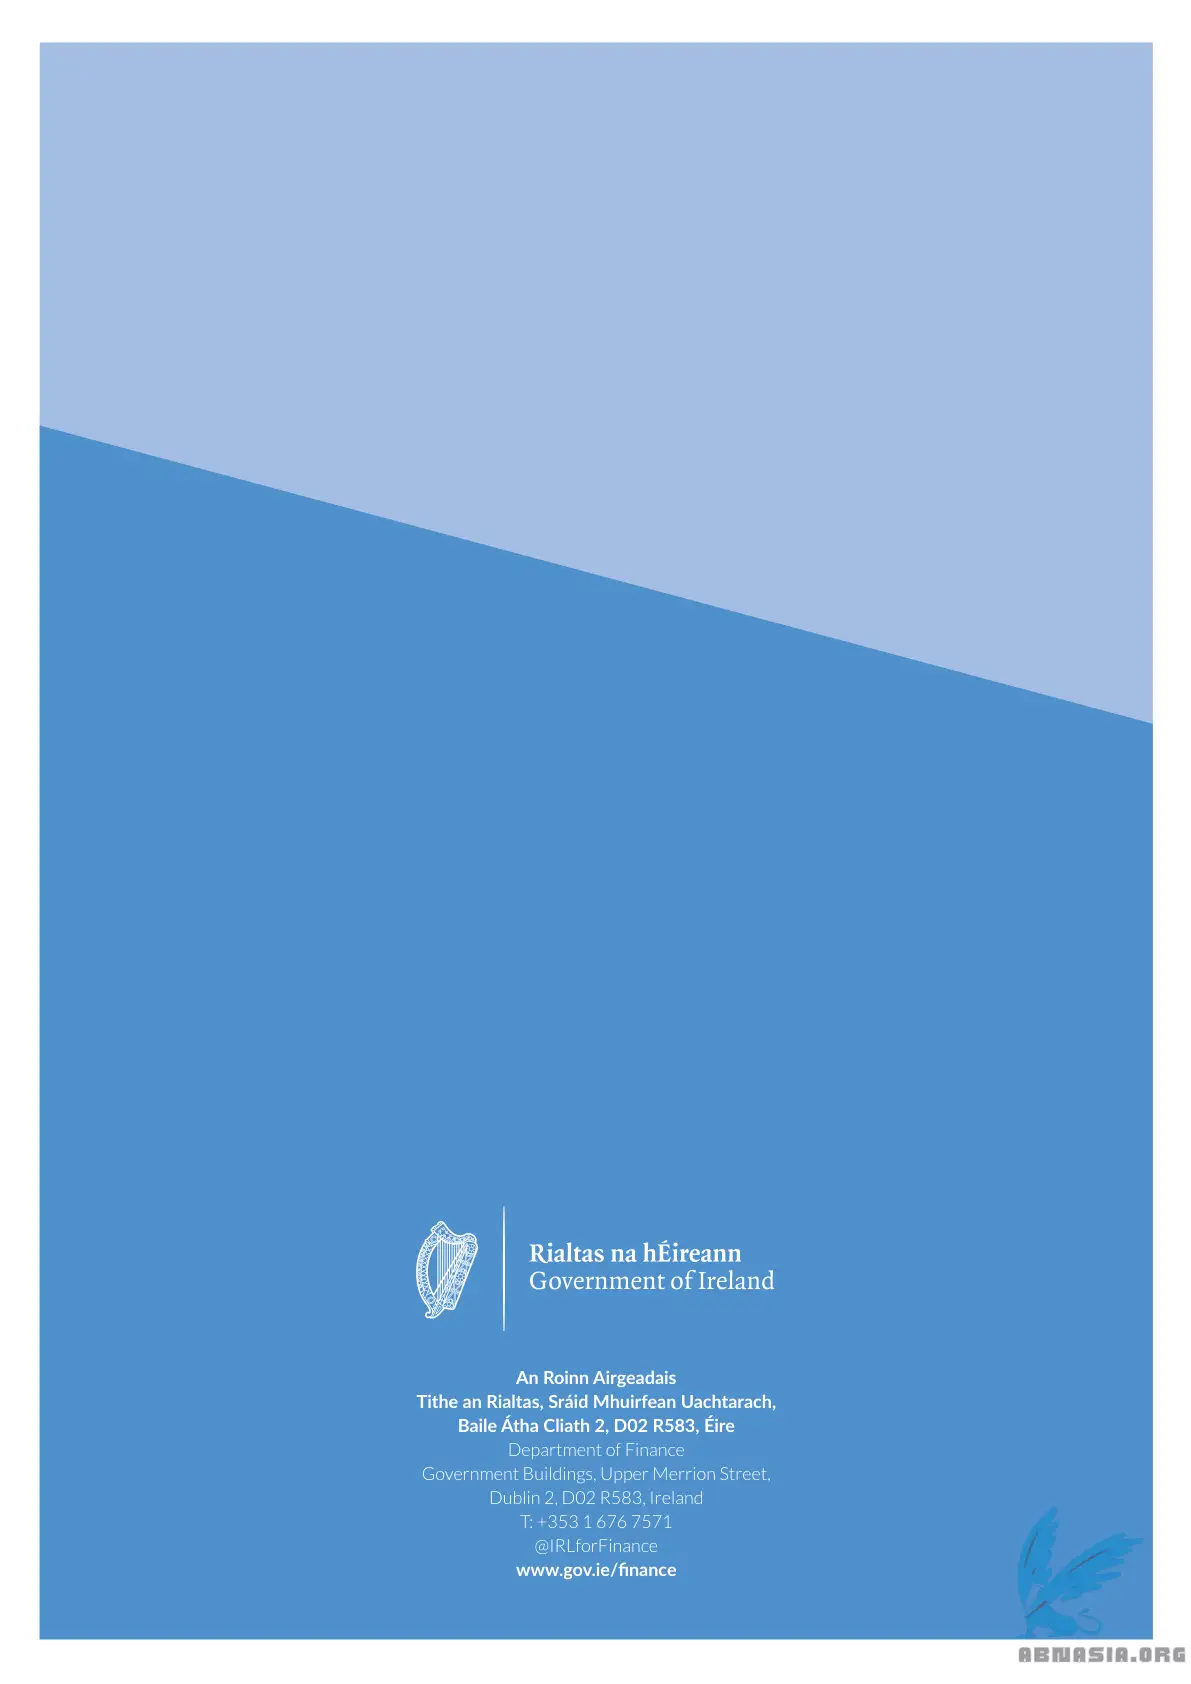 Rialtas na hÉireann
Government of Ireland
An Roinn Airgeadais
Tithe an Rialtas, Sráid Mhuirfean Uachtarach,
Baile Átha Cliath 2, D02 R583, Éire
Department of Finance
Government Buildings, Upper Merrion Street,
Dublin 2, D02 R583, Ireland
T: +353 1 676 7571
@IRLforFinance
www.gov.ie/finance
ABNASIA.ORG